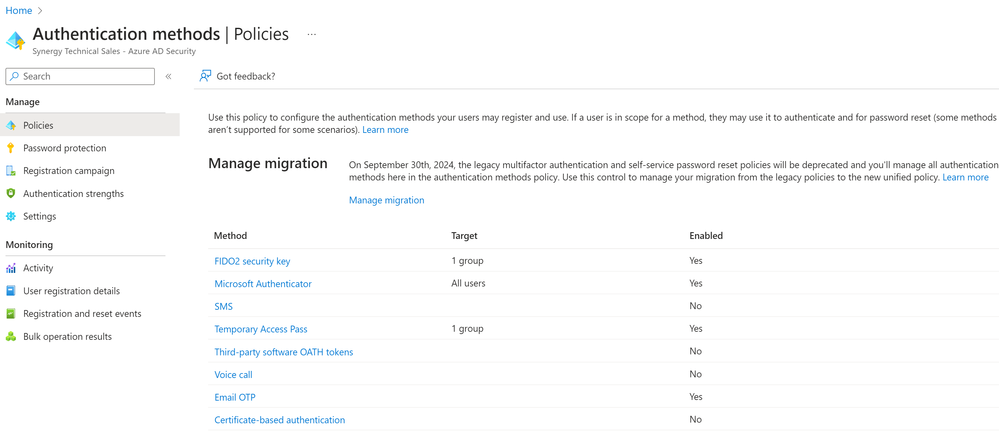 Home
Authentication methods | Policies
Synergy Technical Sales - Azure AD Security
Search
Manage
Policies
Password protection
Registration campaign
Authentication strengths
Settings
Monitoring
Activity
User registration details
Registration and reset events
Bulk operation results
Got feedback?
Use this policy to configure the authentication methods your users may register and use. If a user is in scope for a method, they may use it to authenticate and for password reset (some methods
aren’t supported for some scenarios). Learn more
Manage migration
On September 30th, 2024, the legacy multifactor authentication and self-service password reset policies will be deprecated and you'll manage all authentication
methods here in the authentication methods policy. Use this control to manage your migration from the legacy policies to the new unified policy. Learn more
Manage migration
Method Target Enabled
FIDO2 security key 1 group Yes
Microsoft Authenticator All users Yes
SMS No
Temporary Access Pass 1 group Yes
Third-party software OATH tokens No
Voice call No
Email OTP Yes
Certificate-based authentication No